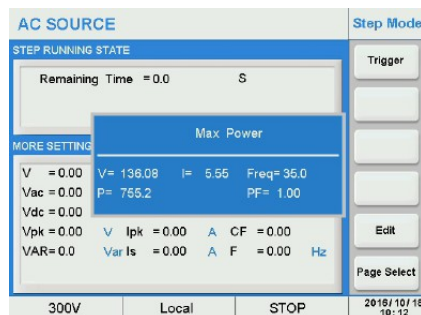 AC SOURCE
Step Mode
STEP RUNNING STATE
Trigger
Remaining Time = 0.0 S
Max Power
MORE SETTING
V = 0.00 V= 136.08 I= 5.55 Freq= 35.0
Vac = 0.00 P= 755.2 PF= 1.00
Vdc = 0.00
Vpk = 0.00 V Ipk = 0.00 A CF = 0.00
Edit
VAR= 0.0 Var Is = 0.00 A F = 0.00 Hz
Page Select
300V Local STOP 2016/10/18
10:12